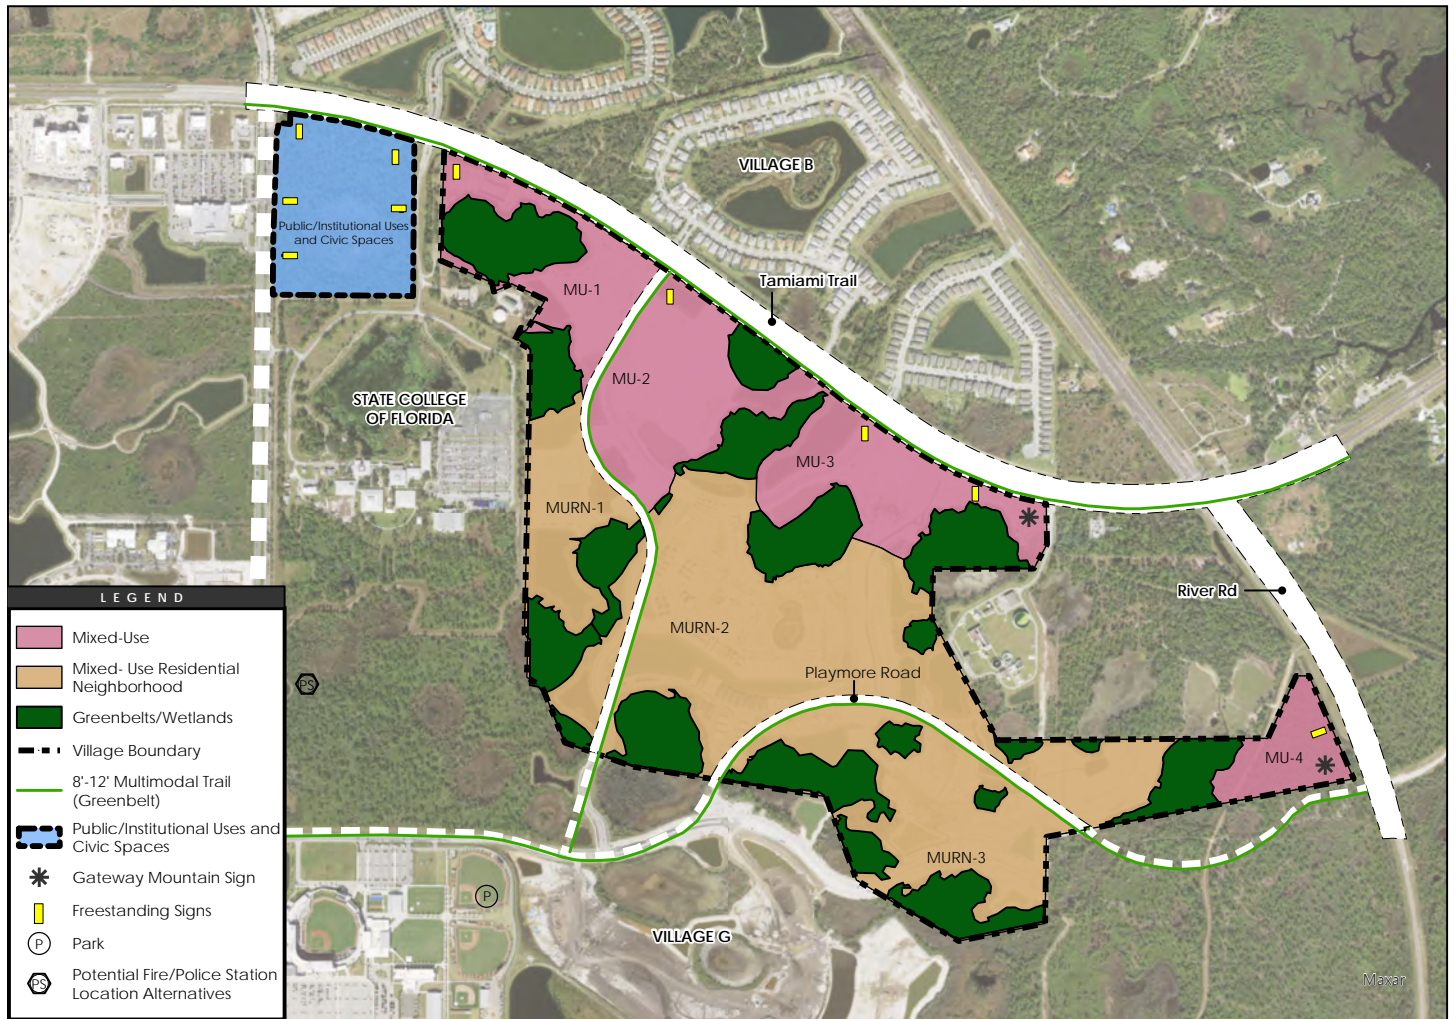 VILLAGE B
Public/Institutional Uses
and Civic Spaces
Tamiami Trail
MU-1
MU-2
STATE COLLEGE
OF FLORIDA
MU-3
MURN-1
River Rd
LEGEND
Mixed-Use
Mixed- Use Residential
Neighborhood
Greenbelts/Wetlands
Village Boundary
8'-12' Multimodal Trail
(Greenbelt)
Public/Institutional Uses and
Civic Spaces
Gateway Mountain Sign
Freestanding Signs
P
Park
PS
Potential Fire/Police Station
Location Alternatives
PS
MURN-2
Playmore Road
MU-4
MURN-3
P
VILLAGE G
Maxar